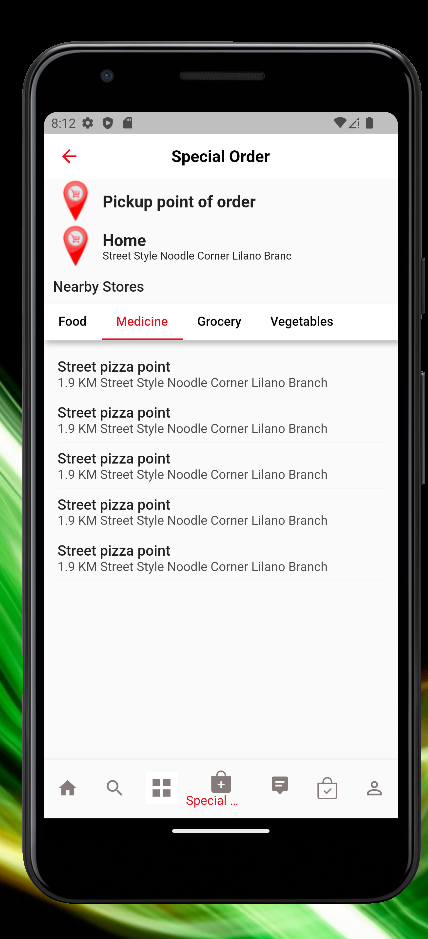 8:12
Special Order
Pickup point of order
Home
Street Style Noodle Corner Lilano Branc
Nearby Stores
Food Medicine Grocery Vegetables
Street pizza point
1.9 KM Street Style Noodle Corner Lilano Branch
Street pizza point
1.9 KM Street Style Noodle Corner Lilano Branch
Street pizza point
1.9 KM Street Style Noodle Corner Lilano Branch
Street pizza point
1.9 KM Street Style Noodle Corner Lilano Branch
Street pizza point
1.9 KM Street Style Noodle Corner Lilano Branch
Special ...